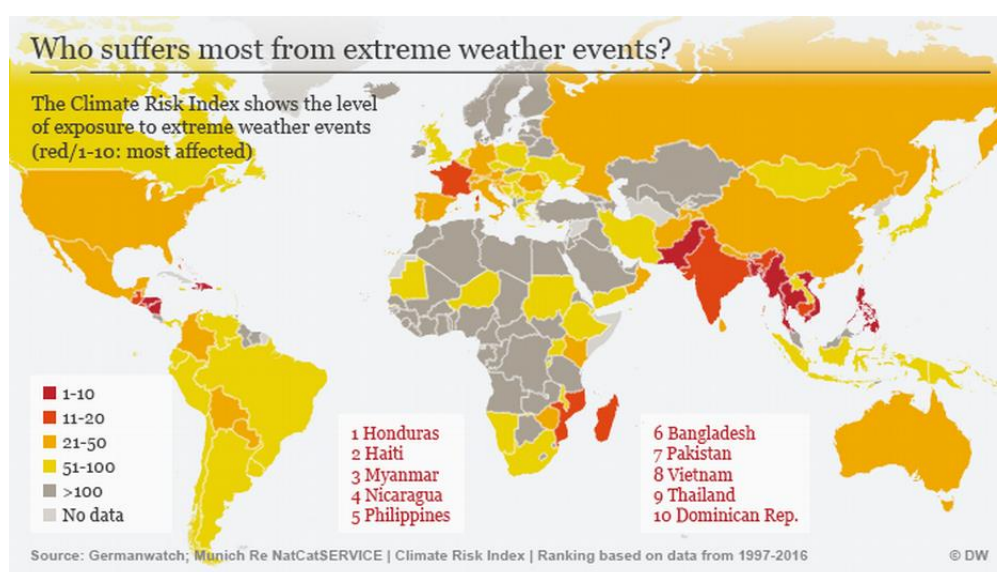 Who suffers most from extreme weather events?
The Climate Risk Index shows the level
of exposure to extreme weather events
(red/1-10: most affected)
1-10
11-20
21-50
51-100
>100
No data
1 Honduras
2 Haiti
3 Myanmar
4 Nicaragua
5 Philippines
6 Bangladesh
7 Pakistan
8 Vietnam
9 Thailand
10 Dominican Rep.
Source: Germanwatch; Munich Re NatCatSERVICE | Climate Risk Index | Ranking based on data from 1997-2016
© DW